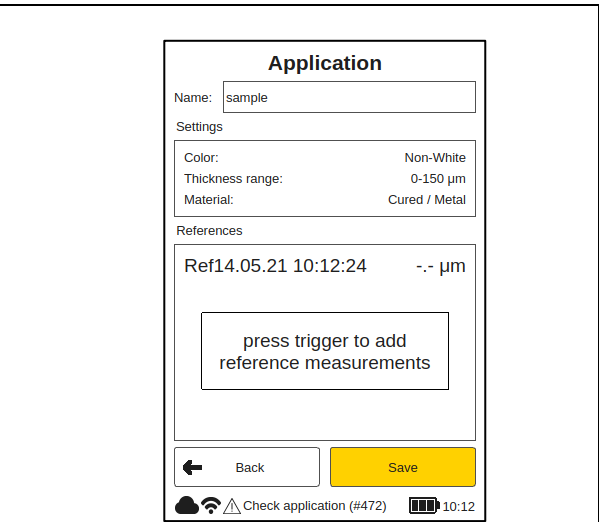 Application
Name: sample
Settings
Color: Non-White
Thickness range: 0-150 µm
Material: Cured / Metal
References
Ref14.05.21 10:12:24 -.- µm
press trigger to add
reference measurements
Back Save
Check application (#472) 10:12